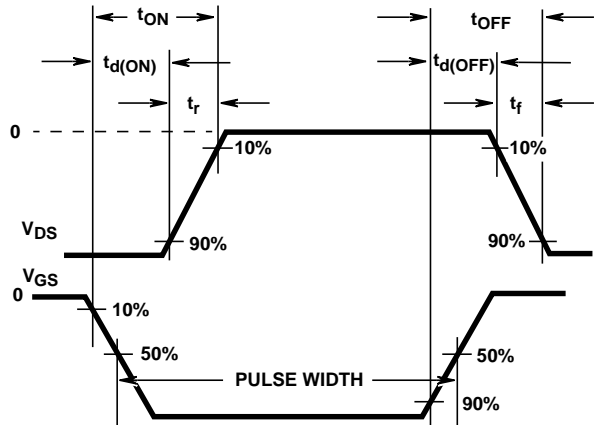 tON tOFF
td(ON) td(OFF)
tr tf
0
10% 10%
VDS 90% 90%
VGS
0
10%
50% 50%
PULSE WIDTH
90%